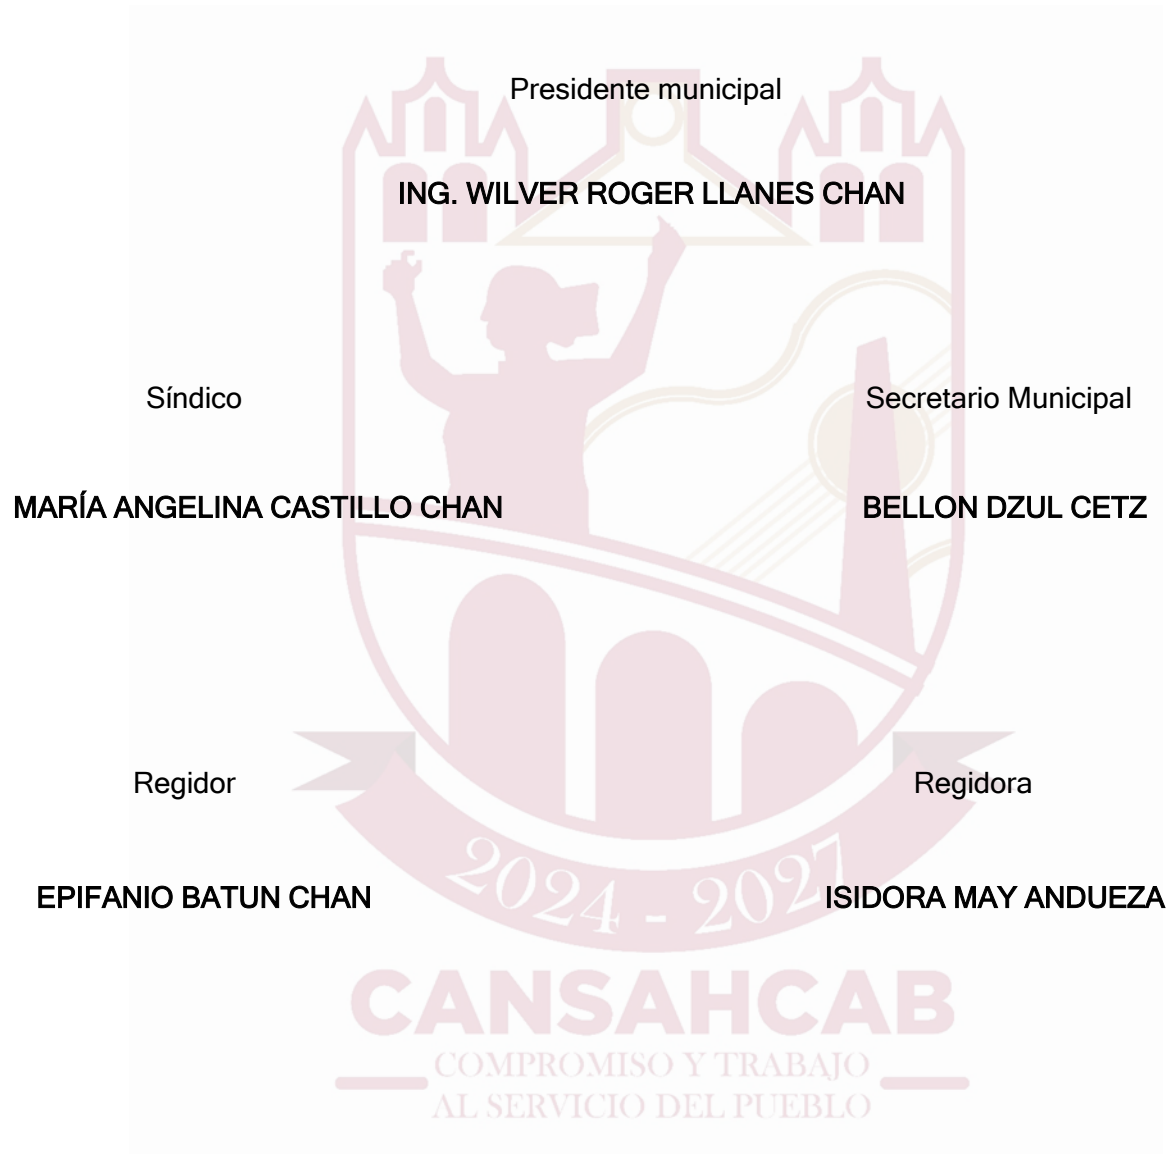 Presidente municipal
ING. WILVER ROGER LLANES CHAN
Síndico
Secretario Municipal
MARÍA ANGELINA CASTILLO CHAN
BELLON DZUL CETZ
Regidor
Regidora
EPIFANIO BATUN CHAN
ISIDORA MAY ANDUEZA
2024 - 2027
CANSAHCAB
COMPROMISO Y TRABAJO
AL SERVICIO DEL PUEBLO